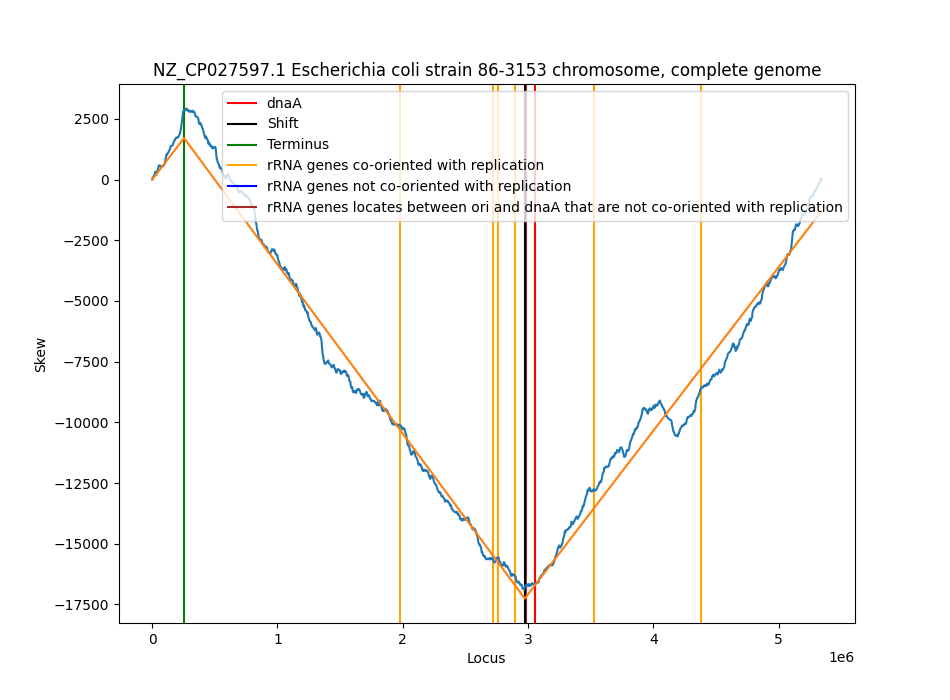 NZ_CP027597.1 Escherichia coli strain 86-3153 chromosome, complete genome
dnaA
Shift
Terminus
rRNA genes co-oriented with replication
rRNA genes not co-oriented with replication
rRNA genes locates between ori and dnaA that are not co-oriented with replication
Skew
2500
0
−2500
−5000
−7500
−10000
−12500
−15000
−17500
0 1 2 3 4 5
1e6
Locus